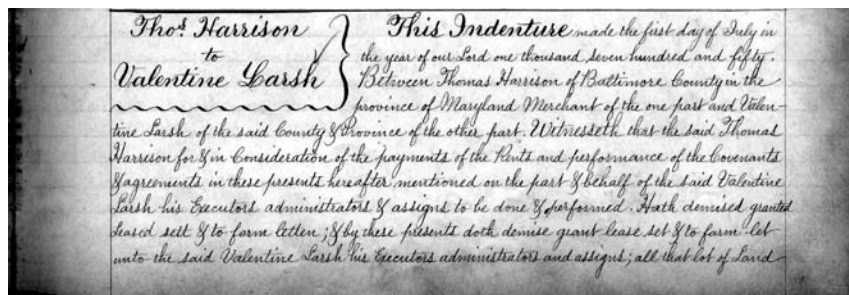 Thos. Harrison
to
Valentine Larsh
This Indenture made the first day of July in
the year of our Lord one thousand seven hundred and fifty.
Between Thomas Harrison of Baltimore County in the
province of Maryland Merchant of the one part and Valen-
tine Larsh of the said County & Province of the other part. Witnesseth that the said Thomas
Harrison for & in Consideration of the payments of the Rents and performance of the Covenants
& agreements in these presents hereafter mentioned on the part & behalf of the said Valentine
Larsh his Executors administrators & assigns to be done & performed. Hath demised granted
leased sett & to farm letten; & by these presents doth demise grant lease set & to farm-let
unto the said Valentine Larsh his Executors administrators and assigns; all that lot of Land